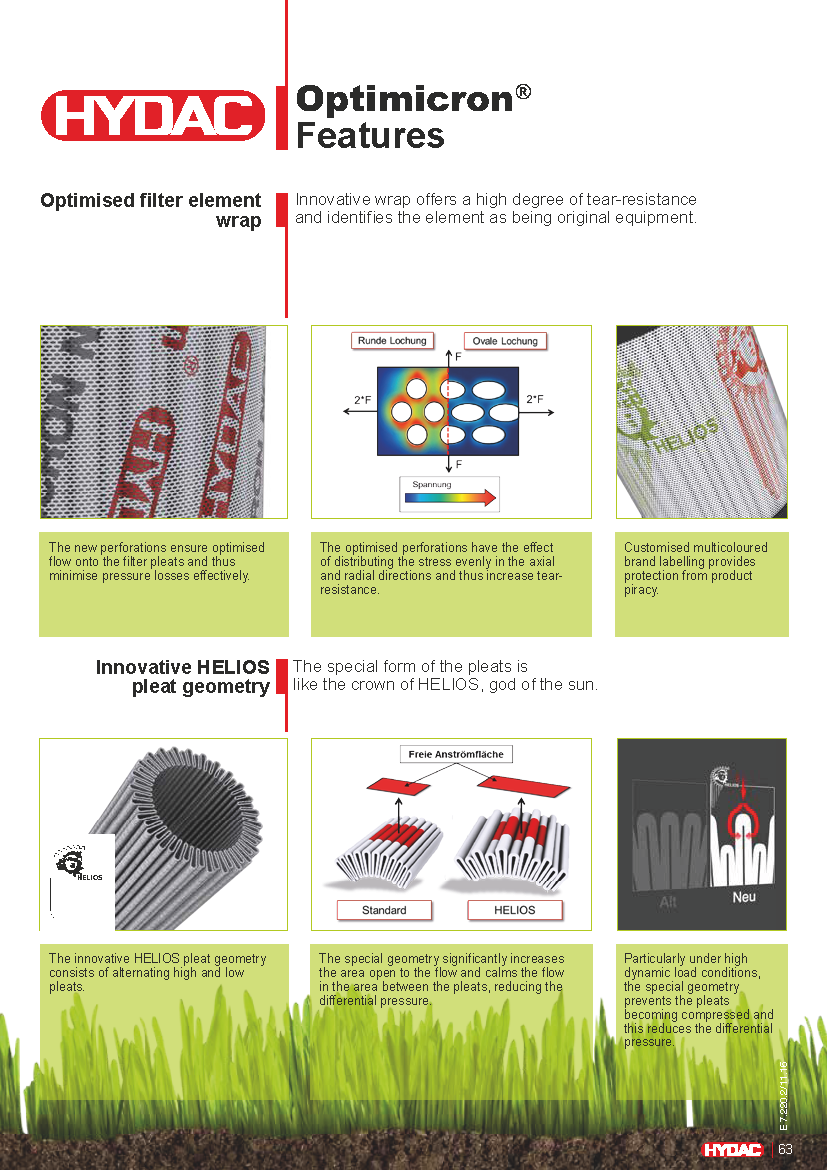 HYDAC
Optimicron®
Features
Optimised filter element
wrap
Innovative wrap offers a high degree of tear-resistance
and identifies the element as being original equipment.
HYDAC
HYDAC
®
HELIOS
Runde Lochung
Ovale Lochung
F
2*F
2*F
F
Spannung
The new perforations ensure optimised
flow onto the filter pleats and thus
minimise pressure losses effectively.
The optimised perforations have the effect
of distributing the stress evenly in the axial
and radial directions and thus increase tear-
resistance.
Customised multicoloured
brand labelling provides
protection from product
piracy.
Innovative HELIOS
pleat geometry
The special form of the pleats is
like the crown of HELIOS, god of the sun.
HELIOS
Freie Anströmfläche
Standard
HELIOS
HELIOS
Alt
Neu
The innovative HELIOS pleat geometry
consists of alternating high and low
pleats.
The special geometry significantly increases
the area open to the flow and calms the flow
in the area between the pleats, reducing the
differential pressure.
Particularly under high
dynamic load conditions,
the special geometry
prevents the pleats
becoming compressed and
this reduces the differential
pressure.
E 7.220.2/11.16
HYDAC
63